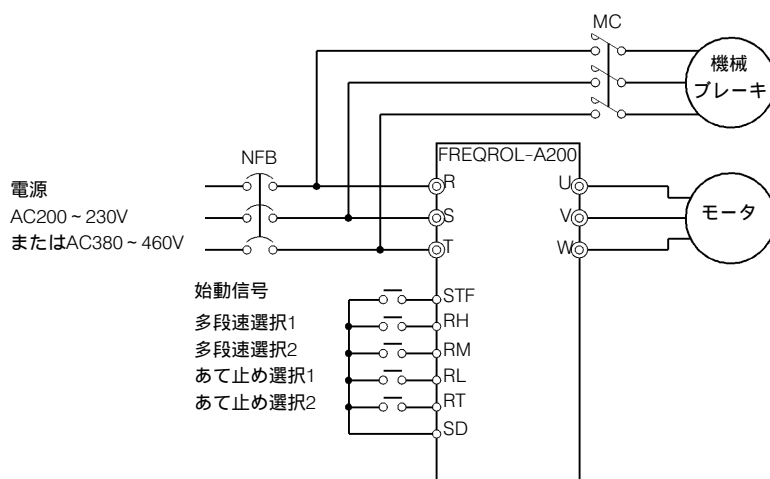 MC
機械
ブレーキ
FREQROL-A200
NFB
電源
AC200～230V
またはAC380～460V
R
S
T
U
V
W
モータ
始動信号
STF
多段速選択1
RH
多段速選択2
RM
あて止め選択1
RL
あて止め選択2
RT
SD